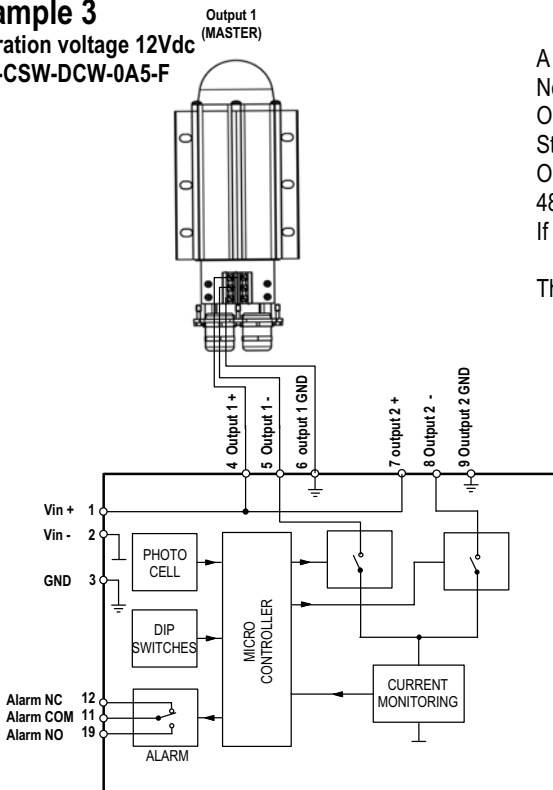 ample 3
ration voltage 12Vdc
-CSW-DCW-0A5-F
Output 1
(MASTER)
A
O
O
48
If
4 Output 1 +
5 Output 1 -
6 output 1 GND
7 output 2 +
8 Output 2 -
9 Ouutput 2 GND
Vin + 1
Vin - 2
GND 3
PHOTO
CELL
DIP
SWITCHES
MICRO
CONTROLLER
CURRENT
MONITORING
Alarm NC 12
Alarm COM 11
Alarm NO 19
ALARM